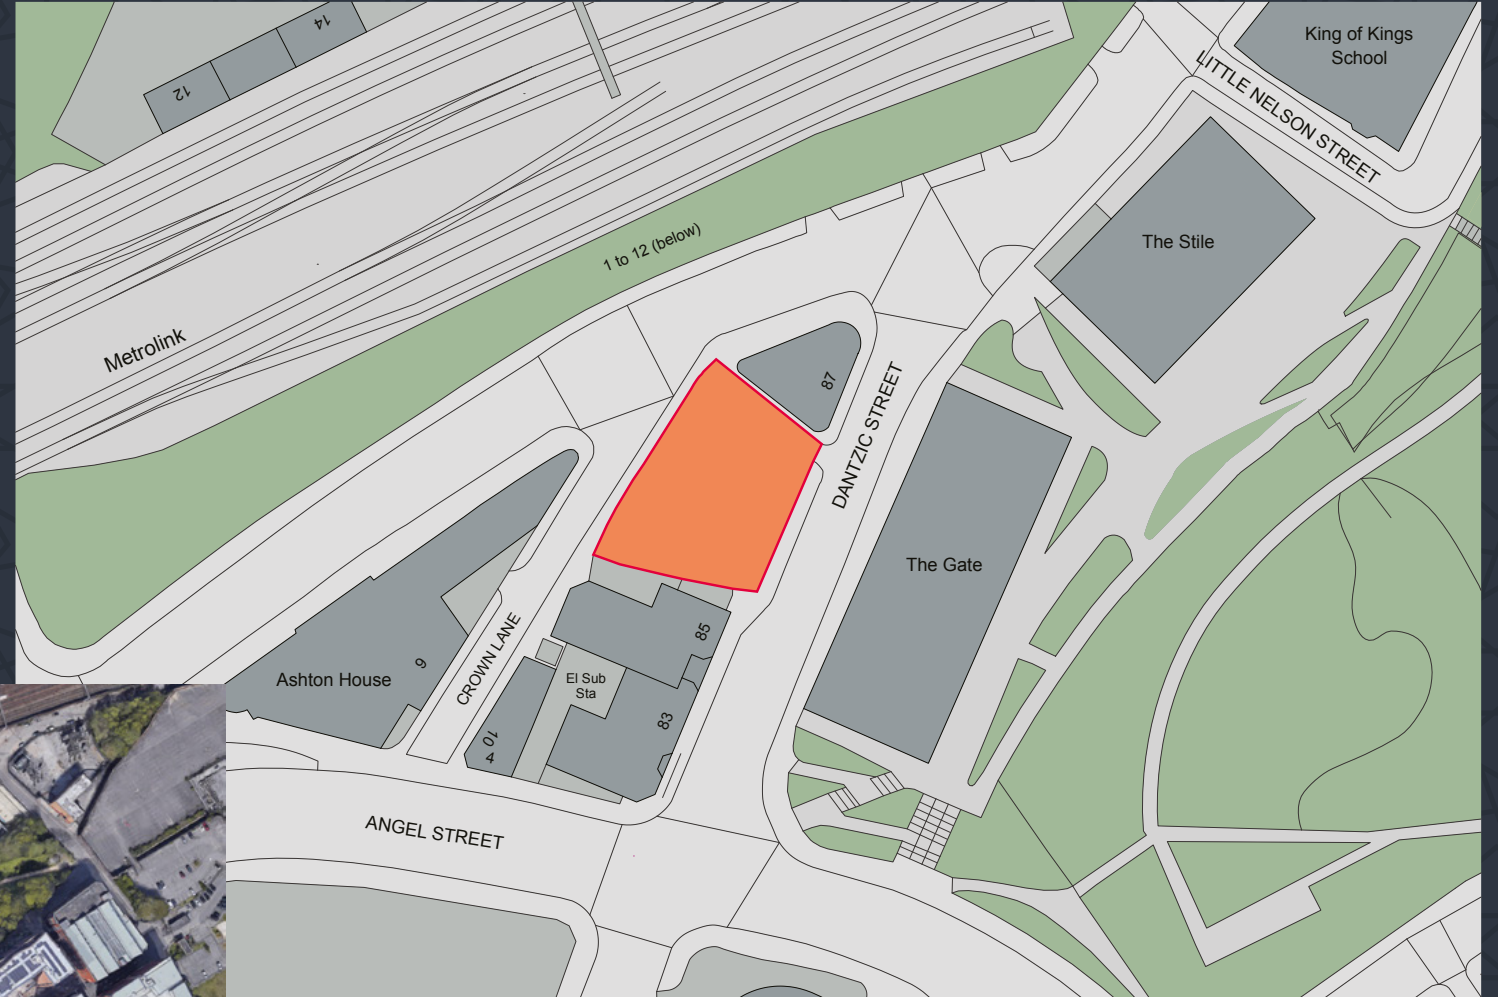 14
12
King of Kings
School
LITTLE NELSON STREET
The Stile
1 to 12 (below)
Metrolink
87
DANTZIC STREET
The Gate
85
CROWN LANE
9
Ashton House
El Sub
Sta
83
10
4
ANGEL STREET